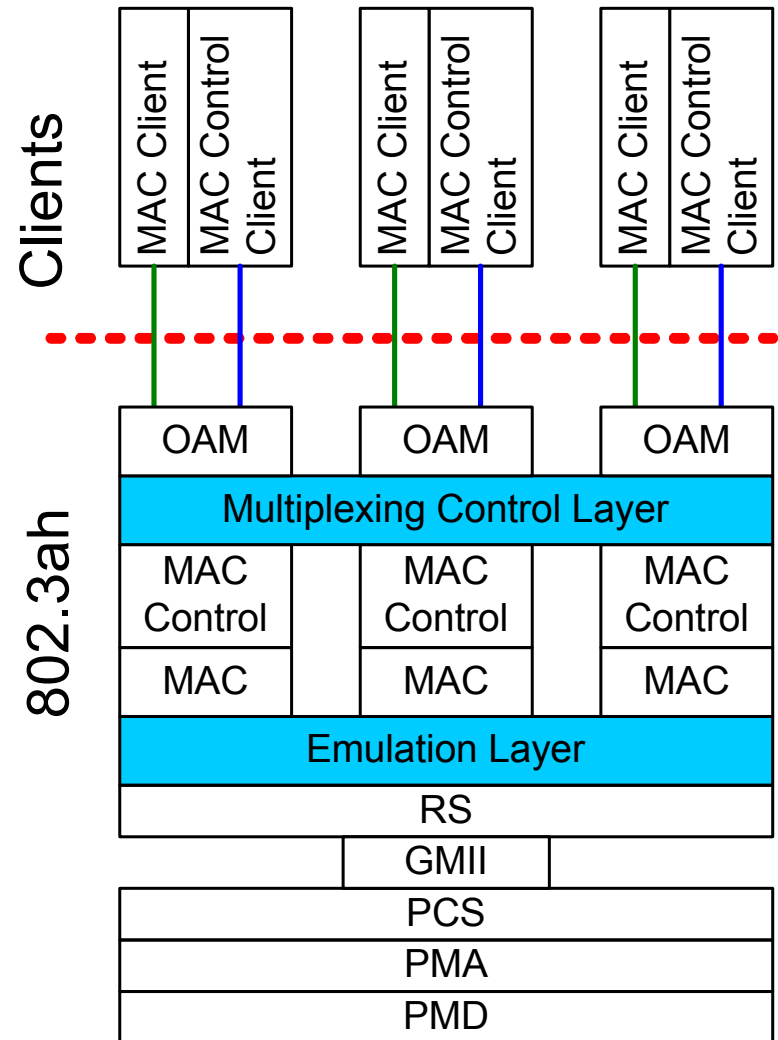 Clients
MAC Client
MAC Control
Client
MAC Client
MAC Control
Client
MAC Client
MAC Control
Client
802.3ah
OAM
OAM
OAM
Multiplexing Control Layer
MAC
Control
MAC
Control
MAC
Control
MAC
MAC
MAC
Emulation Layer
RS
GMII
PCS
PMA
PMD